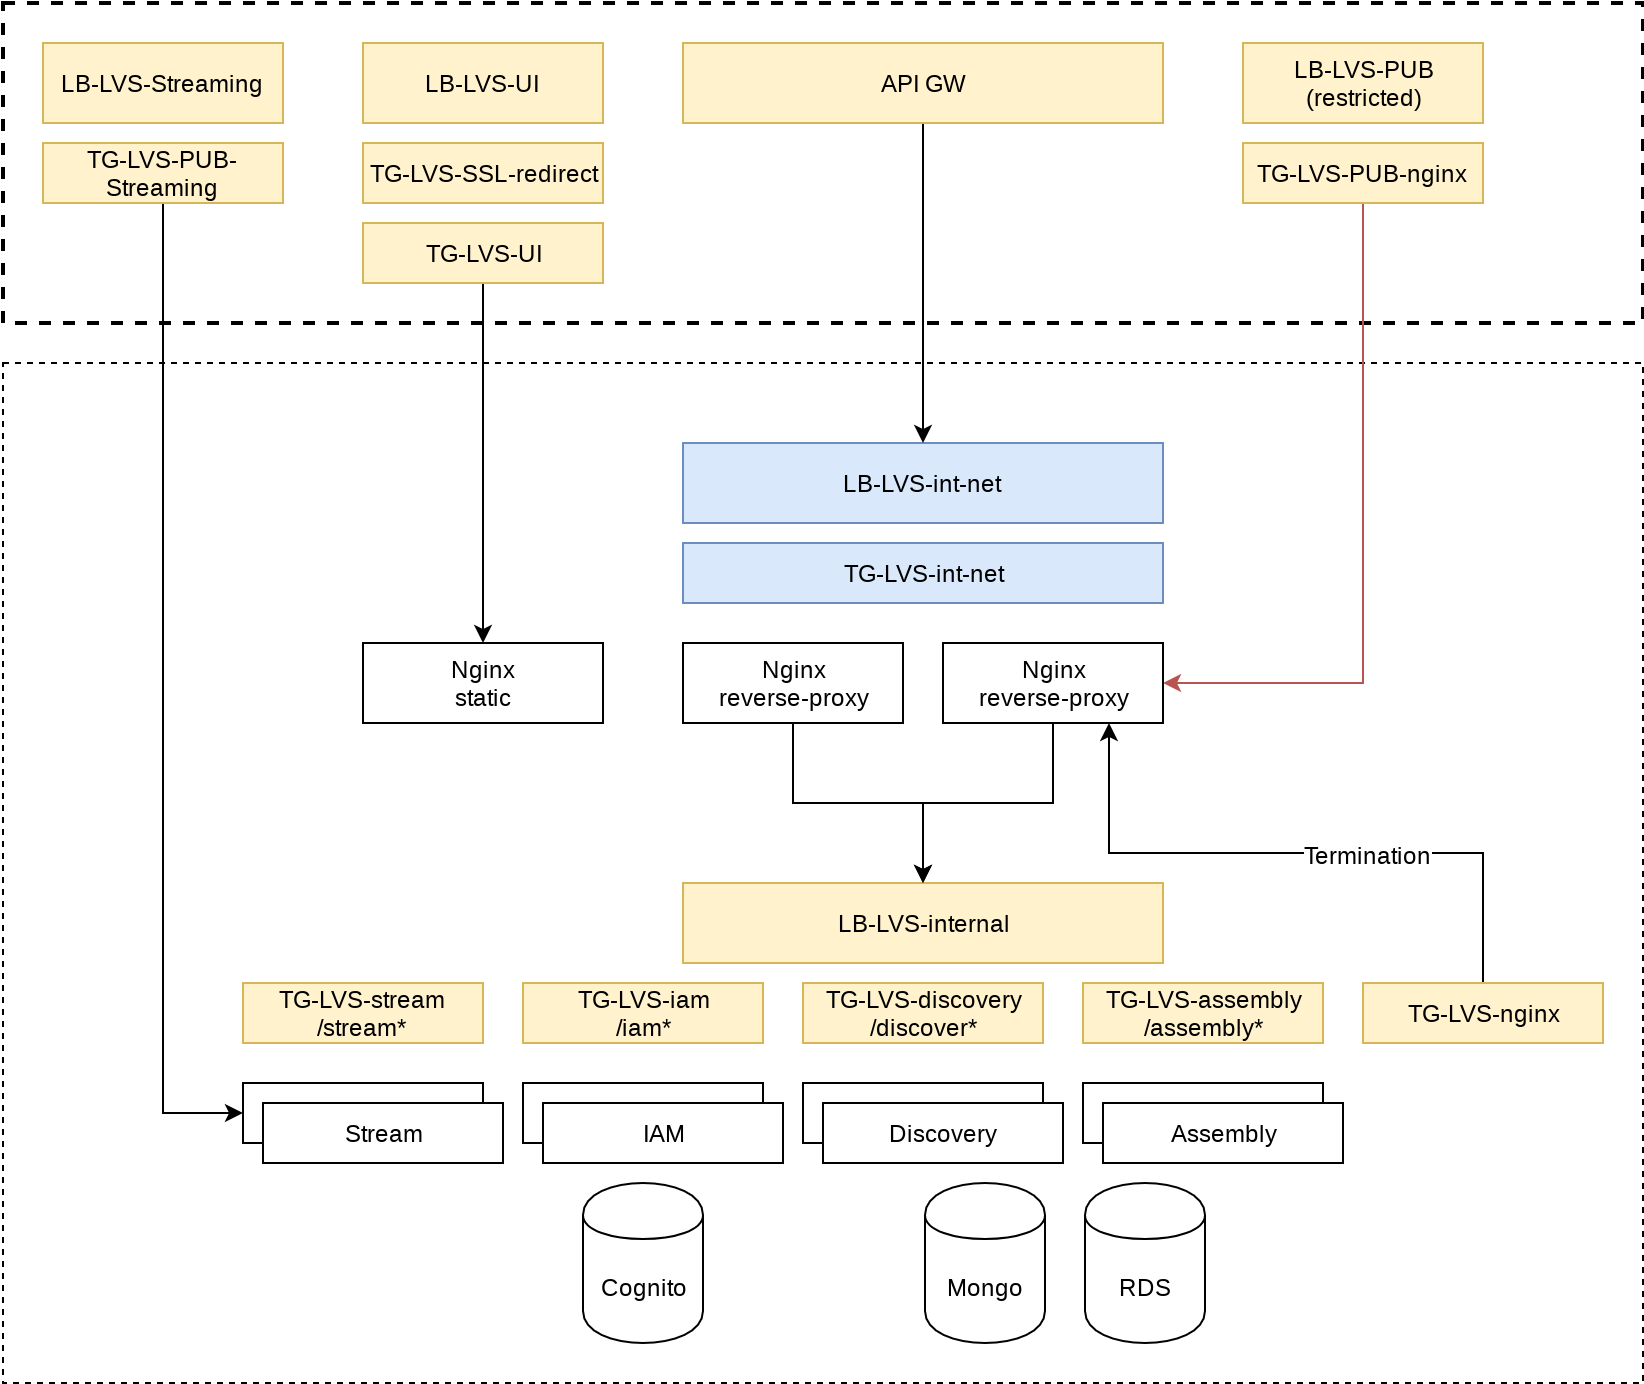 LB-LVS-Streaming
LB-LVS-UI
API GW
LB-LVS-PUB
(restricted)
TG-LVS-PUB-
Streaming
TG-LVS-SSL-redirect
TG-LVS-PUB-nginx
TG-LVS-UI
LB-LVS-int-net
TG-LVS-int-net
Nginx
static
Nginx
reverse-proxy
Nginx
reverse-proxy
Termination
LB-LVS-internal
TG-LVS-stream
/stream*
TG-LVS-iam
/iam*
TG-LVS-discovery
/discover*
TG-LVS-assembly
/assembly*
TG-LVS-nginx
Stream
IAM
Discovery
Assembly
Cognito
Mongo
RDS